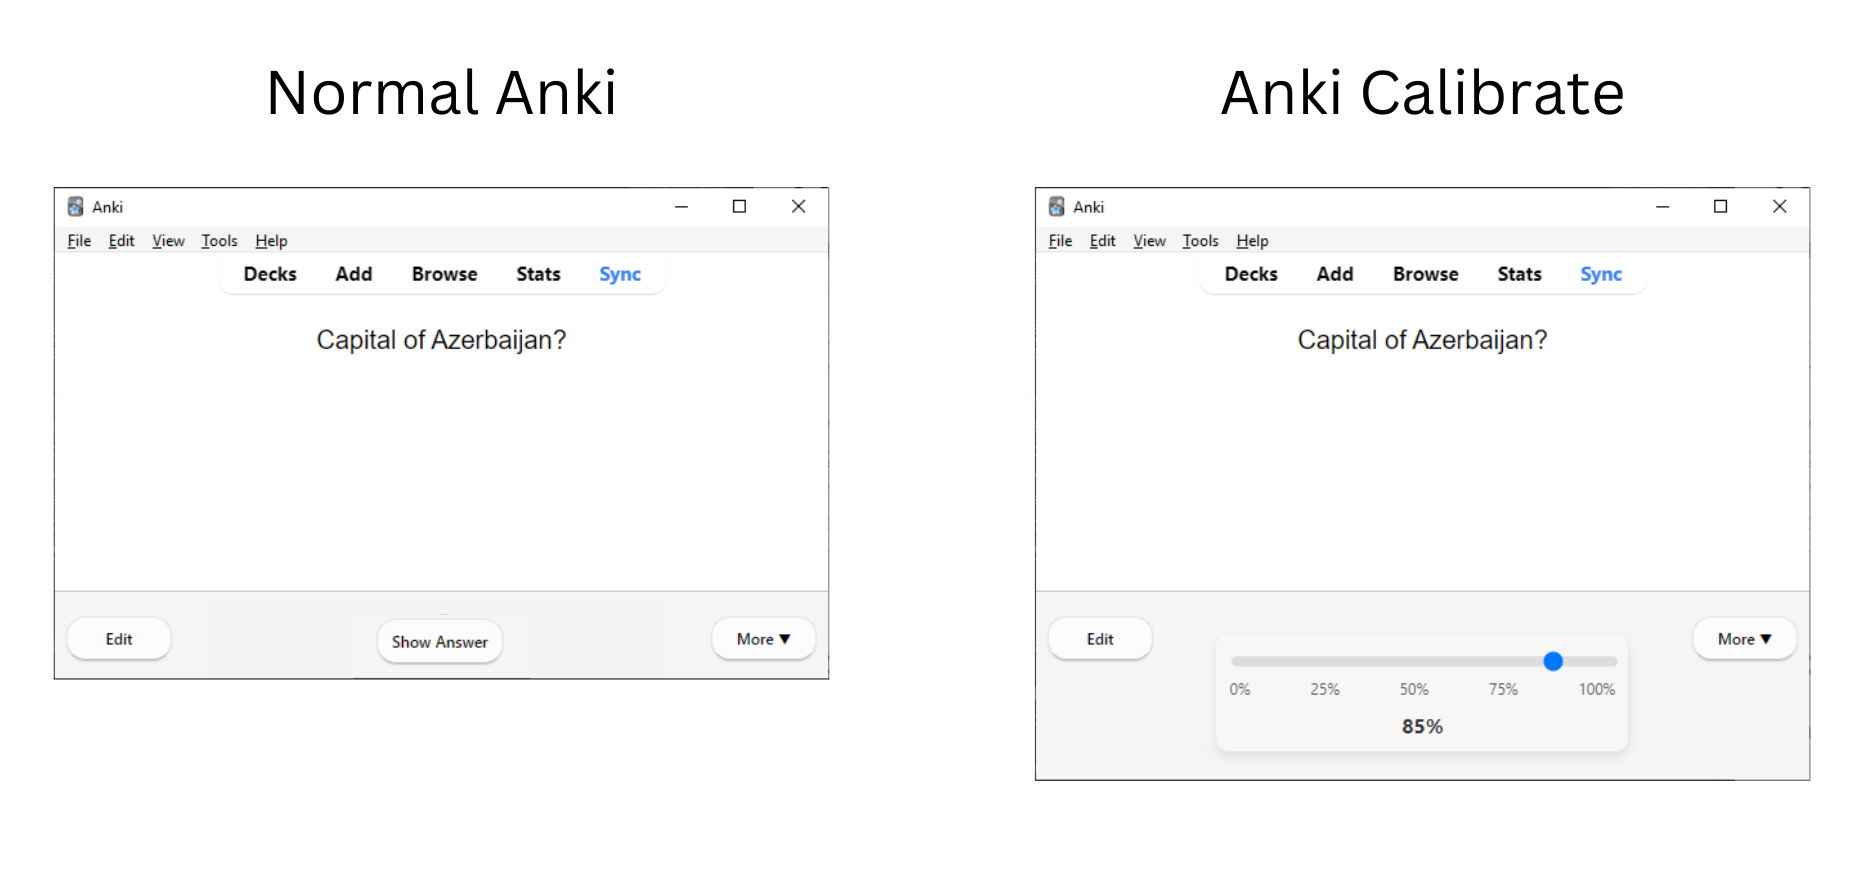 Normal Anki
Anki
File Edit View Tools Help
Decks Add Browse Stats Sync
Capital of Azerbaijan?
Edit Show Answer More ▼
Anki Calibrate
Anki
File Edit View Tools Help
Decks Add Browse Stats Sync
Capital of Azerbaijan?
Edit More ▼
0% 25% 50% 75% 100%
85%